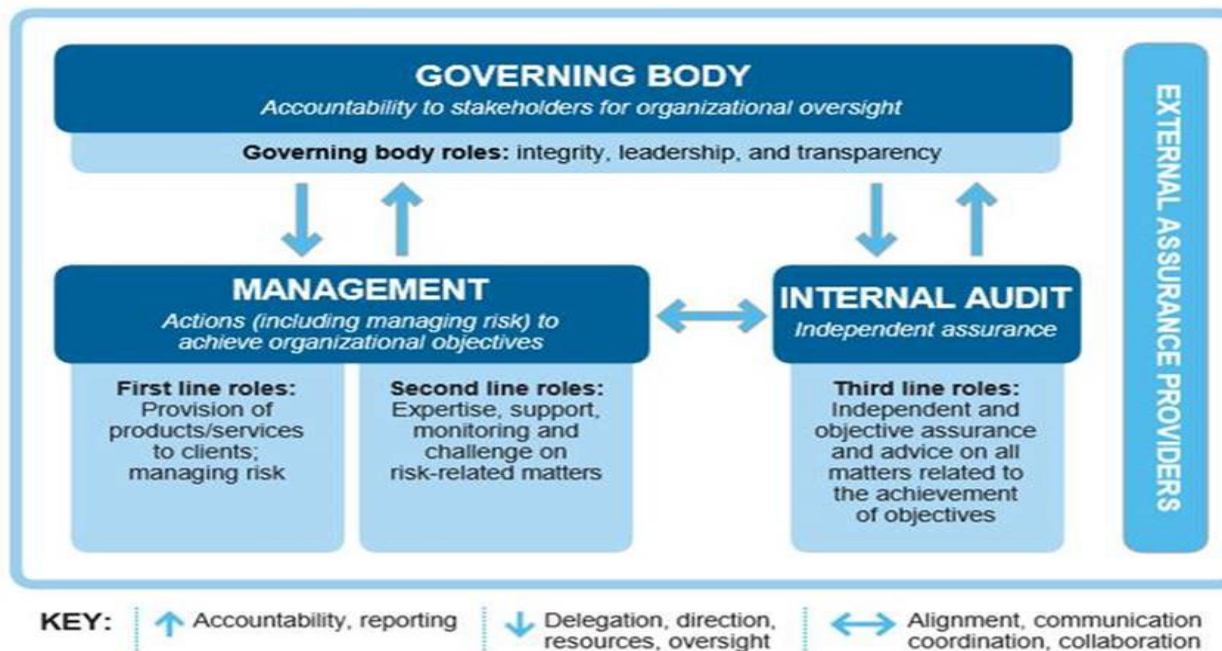 GOVERNING BODY
Accountability to stakeholders for organizational oversight
Governing body roles: integrity, leadership, and transparency
MANAGEMENT
Actions (including managing risk) to
achieve organizational objectives
First line roles:
Provision of
products/services
to clients;
managing risk
Second line roles:
Expertise, support,
monitoring and
challenge on
risk-related matters
INTERNAL AUDIT
Independent assurance
Third line roles:
Independent and
objective assurance
and advice on all
matters related to
the achievement
of objectives
EXTERNAL ASSURANCE PROVIDERS
KEY:
Accountability, reporting
Delegation, direction,
resources, oversight
Alignment, communication
coordination, collaboration